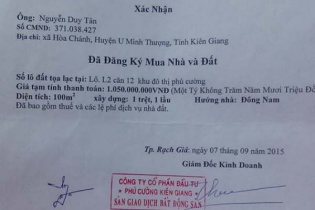 Xác Nhận
Ông: Nguyễn Duy Tân
Số CMND: 371.038.427
Địa chỉ: xã Hòa Chánh, Huyện U Minh Thượng, Tỉnh Kiên Giang
Đã Đăng Ký Mua Nhà và Đất
Số lô đất tọa lạc tại: Lô. L2 căn 12 khu đô thị phú cường
Giá tạm tính thanh toán: 1.050.000.000VNĐ (Một Tỷ Không Trăm Năm Mươi Triệu Đồ
Diện tích: 100m² xây dựng: 1 trệt, 1 lầu Hướng nhà: Đông Nam
Đã bao gồm thuế và lệ phí dịch vụ nhà đất.
Tp. Rạch Giá: ngày 07 tháng 09 năm 2015
Giám Đốc Kinh Doanh
CÔNG TY CỔ PHẦN ĐẦU TƯ
PHÚ CƯỜNG KIÊN GIANG
SÀN GIAO DỊCH BẤT ĐỘNG SẢN